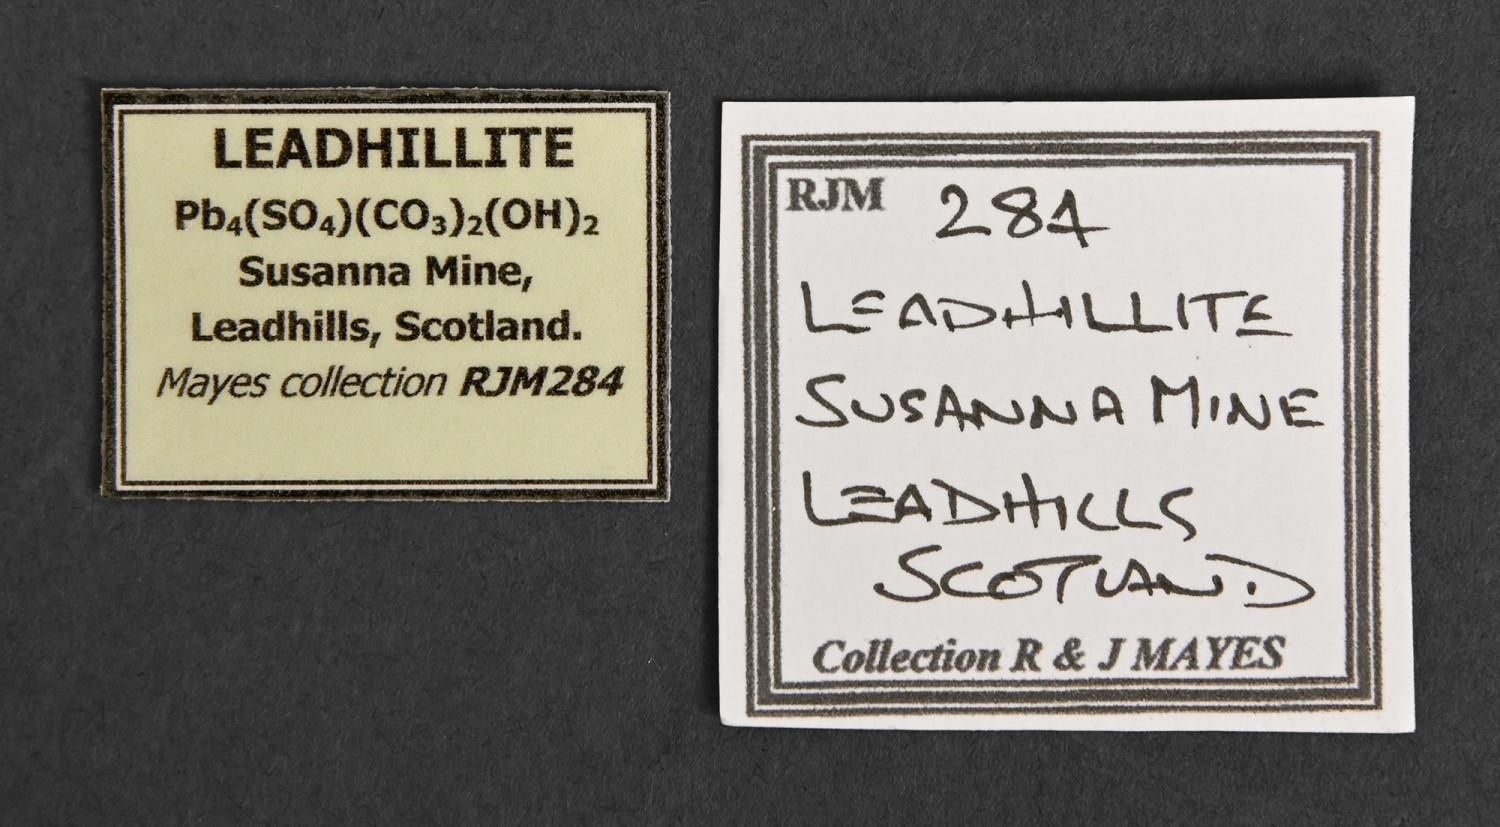 LEADHILLITE
Pb₄(SO₄)(CO₃)₂(OH)₂
Susanna Mine,
Leadhills, Scotland.
Mayes collection RJM284
RJM 284
LEADHILLITE
SUSANNA MINE
LEADHILLS
SCOTLAND
Collection R & J MAYES